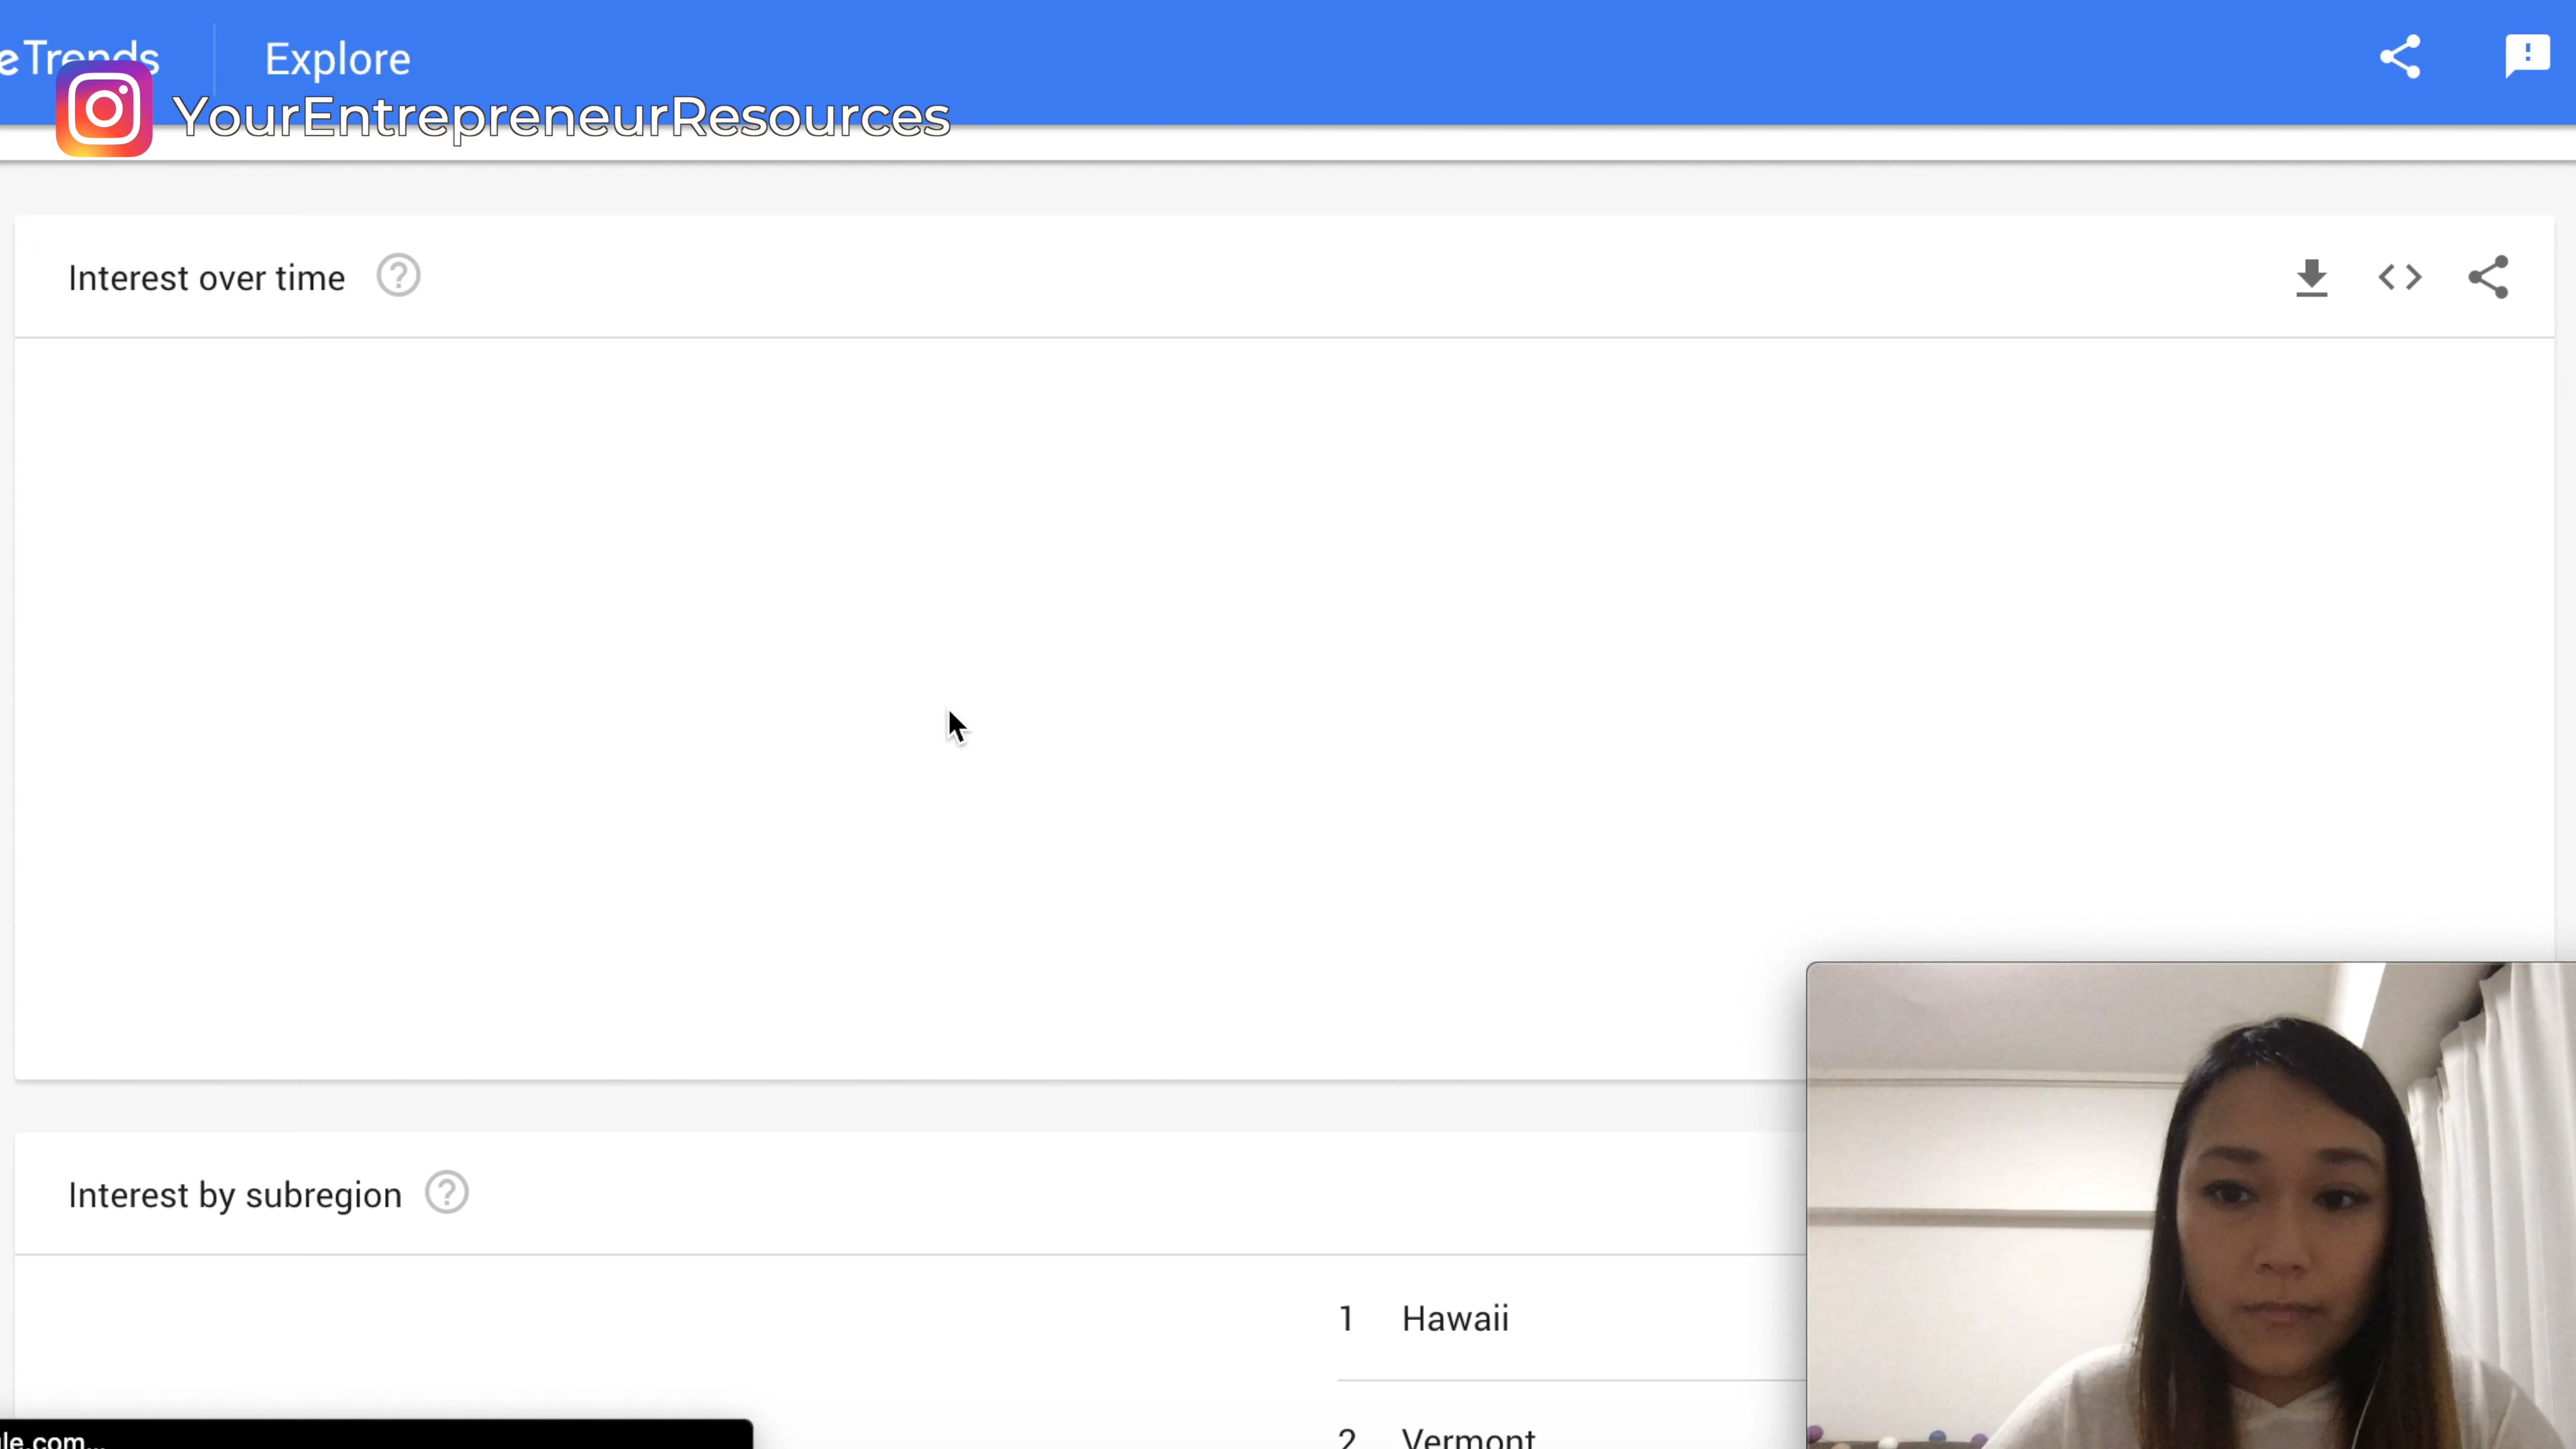 eTrends Explore
YourEntrepreneurResources
Interest over time
Interest by subregion
1 Hawaii
2 Vermont
le.com...